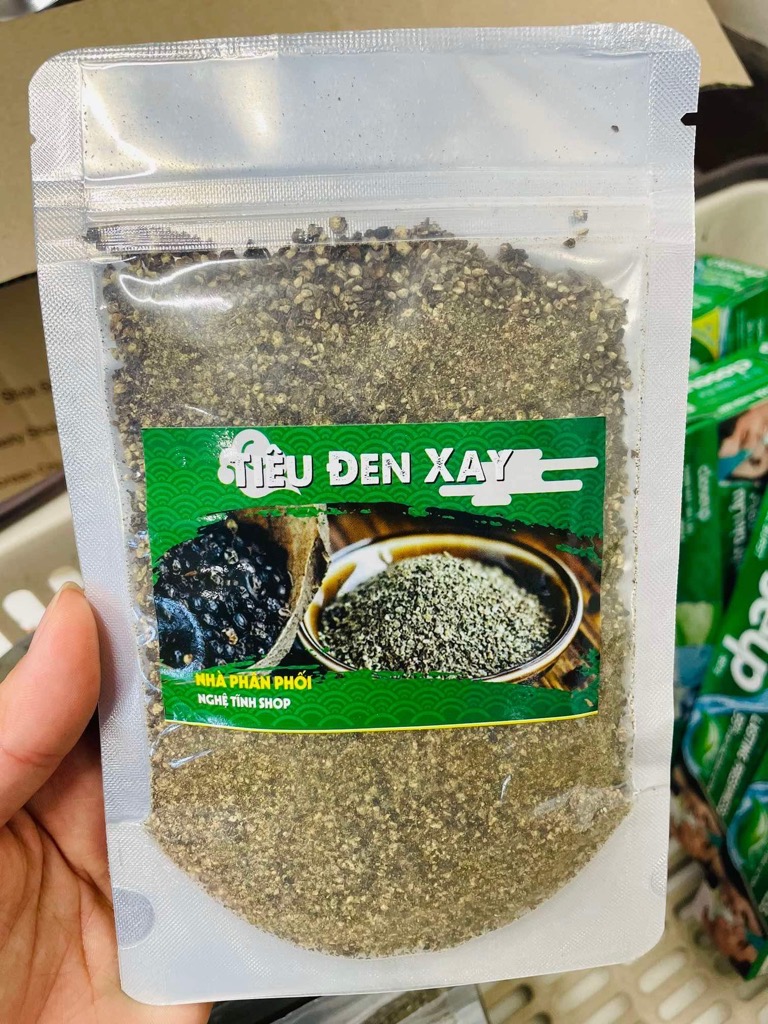 TIÊU ĐEN XAY
NHÀ PHÂN PHỐI
NGHỆ TĨNH SHOP